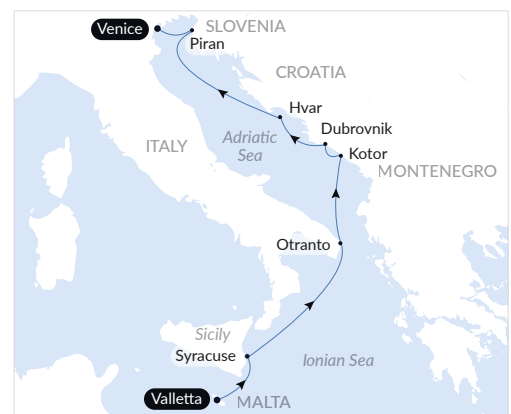 Venice
SLOVENIA
Piran
CROATIA
Hvar
Dubrovnik
Adriatic
Sea
ITALY
Kotor
MONTENEGRO
Otranto
Sicily
Syracuse
Ionian Sea
Valletta
MALTA